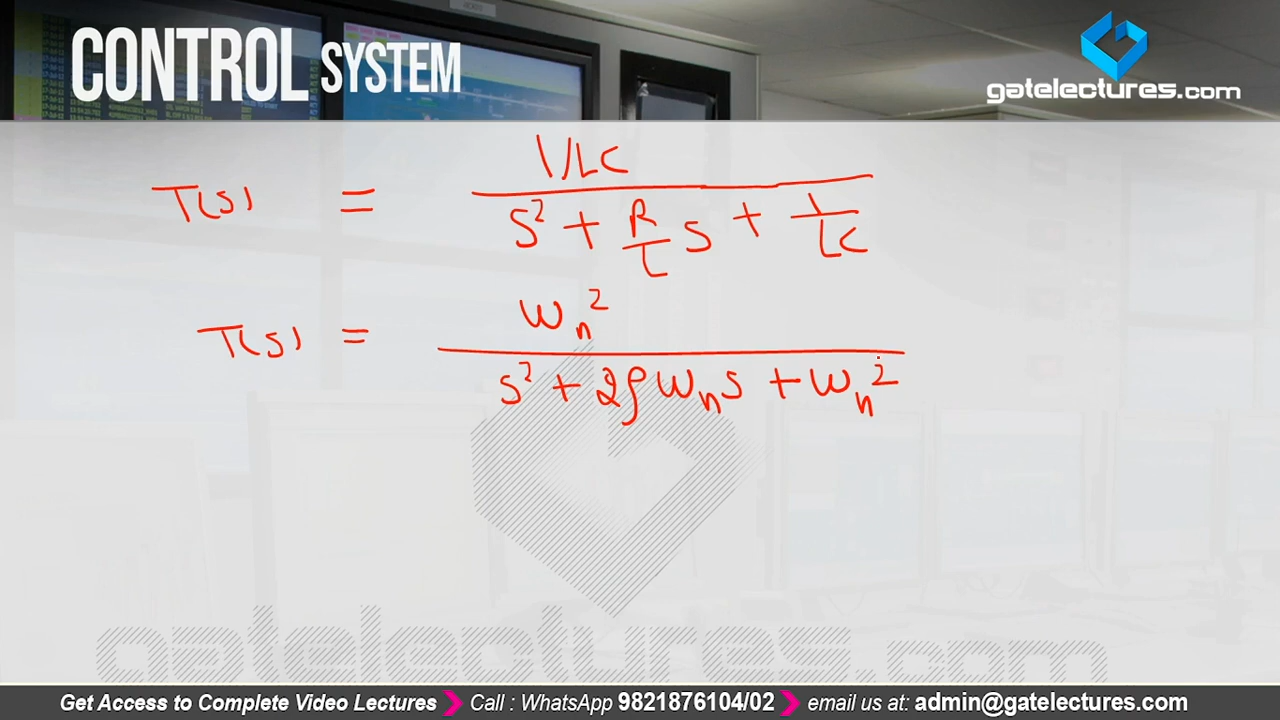 CONTROL SYSTEM
gatelectures.com
T(s) = 1/LC
s² + R/L s + 1/LC
T(s) = ωn²
s² + 2ρωns + ωn²
gatelectures.com
Get Access to Complete Video Lectures Call : WhatsApp 9821876104/02 email us at: admin@gatelectures.com